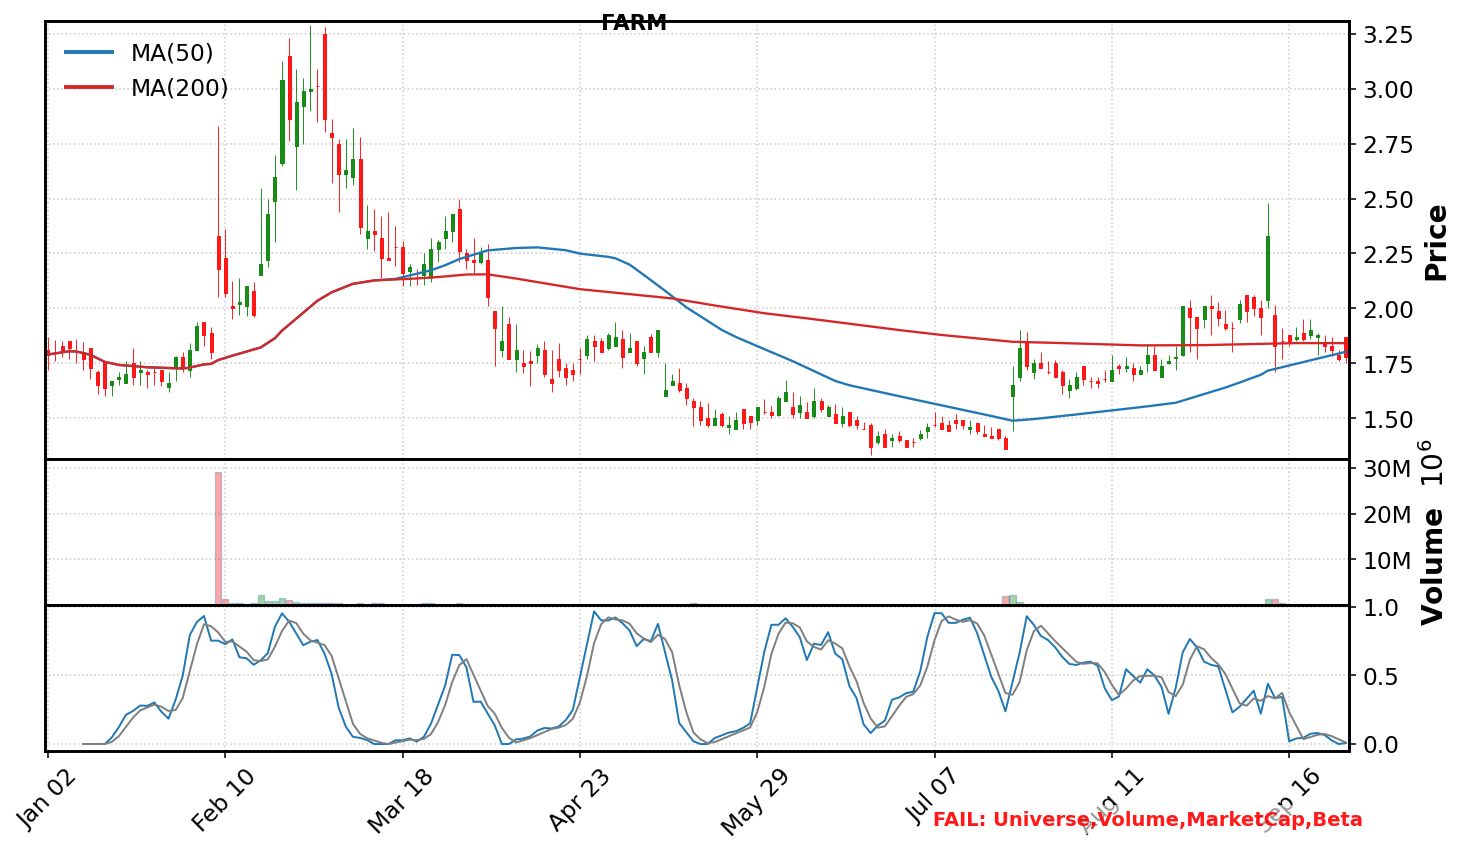 FARM
MA(50)
MA(200)
3.25
3.00
2.75
2.50
2.25
2.00
1.75
1.50
Price
30M
20M
10M
Volume 10⁶
1.0
0.5
0.0
Jan 02
Feb 10
Mar 18
Apr 23
May 29
Jul 07
Aug 11
Sep 16
FAIL: Universe,Volume,MarketCap,Beta